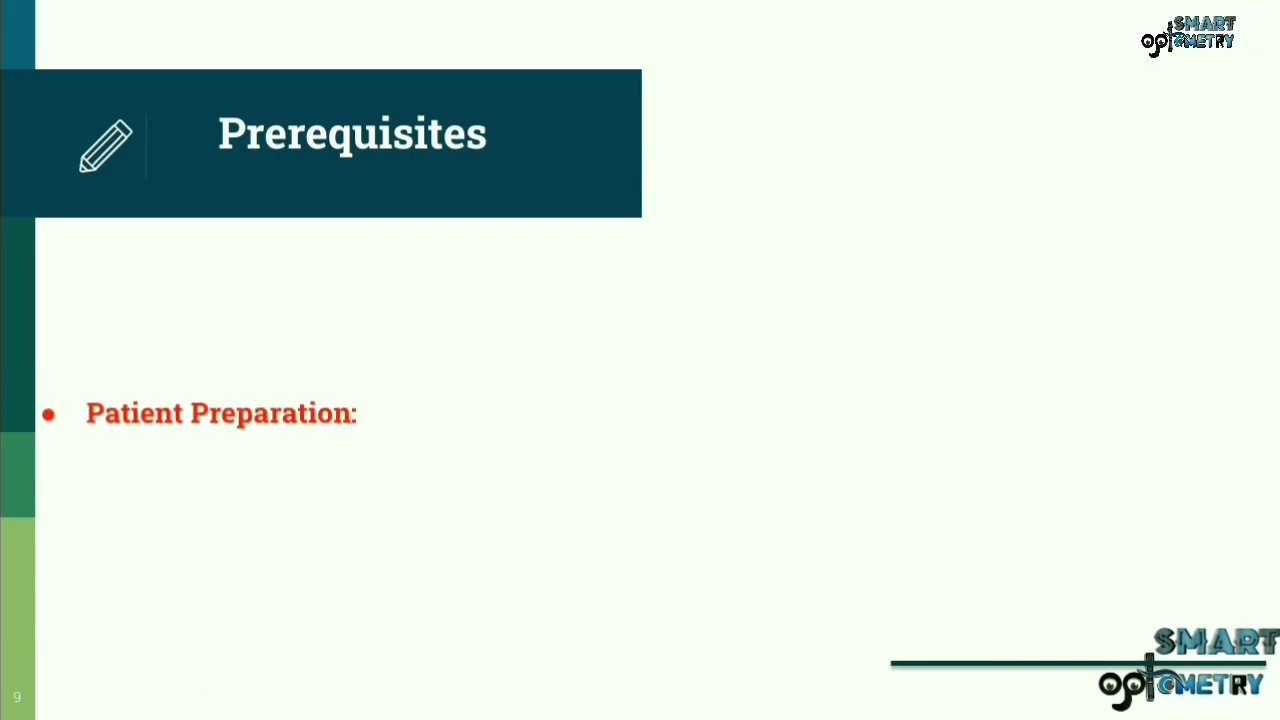 SMART
OptOMETRY
Prerequisites
● Patient Preparation:
SMART
OptOMETRY
9